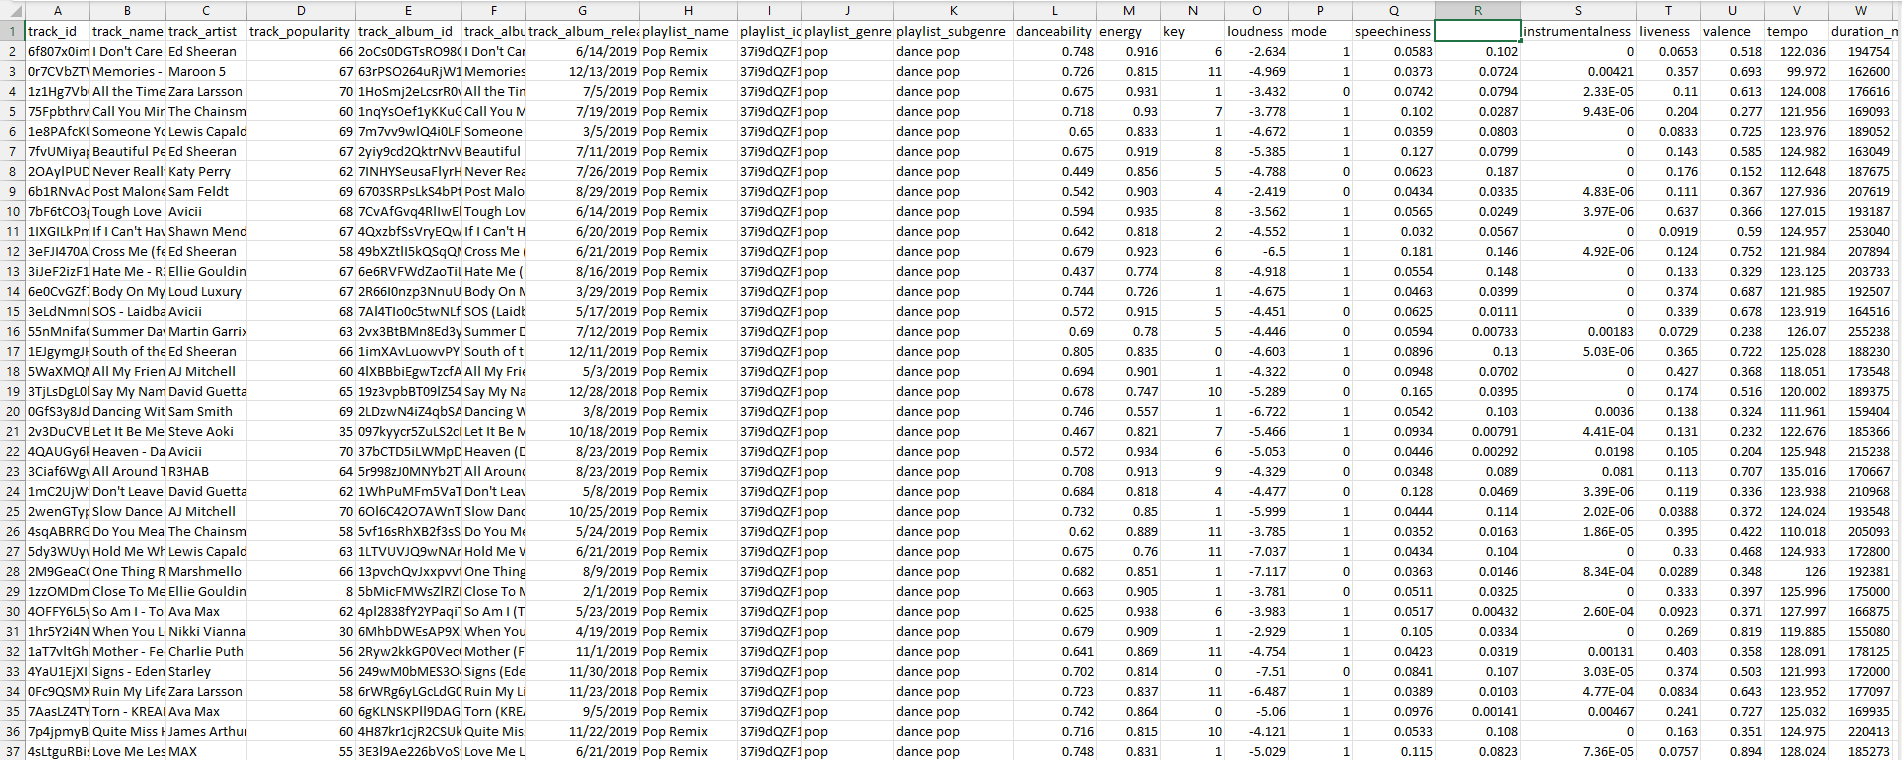 A B C D E F G H I J K L M N O P Q R S T U V W
1 track_id track_name track_artist track_popularity track_album_id track_albu track_album_relea playlist_name playlist_id playlist_genre playlist_subgenre danceability energy key loudness mode speechiness instrumentalness liveness valence tempo duration_m
2 6f807x0im I Don't Care Ed Sheeran 66 2oCs0DGTsRO98( I Don't Car 6/14/2019 Pop Remix 37i9dQZF1 pop dance pop 0.748 0.916 6 -2.634 1 0.0583 0.102 0 0.0653 0.518 122.036 194754
3 0r7CVbZT Memories - Maroon 5 67 63rPSO264uRjW1 Memories 12/13/2019 Pop Remix 37i9dQZF1 pop dance pop 0.726 0.815 11 -4.969 1 0.0373 0.0724 0.00421 0.357 0.693 99.972 162600
4 1z1Hg7Vb All the Time Zara Larsson 70 1HoSmj2eLcsrR0 All the Tin 7/5/2019 Pop Remix 37i9dQZF1 pop dance pop 0.675 0.931 1 -3.432 0 0.0742 0.0794 2.33E-05 0.11 0.613 124.008 176616
5 75Fpbthrv Call You Mir The Chainsm 60 1nqYsOef1yKKuG Call You M 7/19/2019 Pop Remix 37i9dQZF1 pop dance pop 0.718 0.93 7 -3.778 1 0.102 0.0287 9.43E-06 0.204 0.277 121.956 169093
6 1e8PAfcKU Someone Yo Lewis Capald 69 7m7vv9wlQ4i0LF Someone 3/5/2019 Pop Remix 37i9dQZF1 pop dance pop 0.65 0.833 1 -4.672 1 0.0359 0.0803 0 0.0833 0.725 123.976 189052
7 7fvUMiyap Beautiful Pe Ed Sheeran 67 2yiy9cd2QktrNvV Beautiful 7/11/2019 Pop Remix 37i9dQZF1 pop dance pop 0.675 0.919 8 -5.385 1 0.127 0.0799 0 0.143 0.585 124.982 163049
8 2OAylPUD Never Reall Katy Perry 62 7INHYSeusaFlyrH Never Rea 7/26/2019 Pop Remix 37i9dQZF1 pop dance pop 0.449 0.856 5 -4.788 0 0.0623 0.187 0 0.176 0.152 112.648 187675
9 6b1RNvAc Post Malone Sam Feldt 69 6703SRPsLkS4bPt Post Malo 8/29/2019 Pop Remix 37i9dQZF1 pop dance pop 0.542 0.903 4 -2.419 0 0.0434 0.0335 4.83E-06 0.111 0.367 127.936 207619
10 7bF6tCO3 Tough Love Avicii 68 7CvAfGvq4RlIwE Tough Lov 6/14/2019 Pop Remix 37i9dQZF1 pop dance pop 0.594 0.935 8 -3.562 1 0.0565 0.0249 3.97E-06 0.637 0.366 127.015 193187
11 1IXGILkPm If I Can't Hav Shawn Mend 67 4QxzbfSsVryEQw If I Can't H 6/20/2019 Pop Remix 37i9dQZF1 pop dance pop 0.642 0.818 2 -4.552 1 0.032 0.0567 0 0.0919 0.59 124.957 253040
12 3eFJI470A Cross Me (fe Ed Sheeran 58 49bXZtlI5kQSqQ Cross Me ( 6/21/2019 Pop Remix 37i9dQZF1 pop dance pop 0.679 0.923 6 -6.5 1 0.181 0.146 4.92E-06 0.124 0.752 121.984 207894
13 3iJeF2izF1 Hate Me - R Ellie Gouldin 67 6e6RVFWdZaoTiL Hate Me ( 8/16/2019 Pop Remix 37i9dQZF1 pop dance pop 0.437 0.774 8 -4.918 1 0.0554 0.148 0 0.133 0.329 123.125 203733
14 6e0CvGZf Body On My Loud Luxury 67 2R66I0nzp3NnuU Body On M 3/29/2019 Pop Remix 37i9dQZF1 pop dance pop 0.744 0.726 1 -4.675 1 0.0463 0.0399 0 0.374 0.687 121.985 192507
15 3eLdNmnI SOS - Laidba Avicii 68 7Al4TIo0c5twNLf SOS (Laidb 5/17/2019 Pop Remix 37i9dQZF1 pop dance pop 0.572 0.915 5 -4.451 0 0.0625 0.0111 0 0.339 0.678 123.919 164516
16 55nMnifa Summer Da Martin Garrix 63 2vx3BtBMn8Ed3y Summer D 7/12/2019 Pop Remix 37i9dQZF1 pop dance pop 0.69 0.78 5 -4.446 0 0.0594 0.00733 0.00183 0.0729 0.238 126.07 255238
17 1EJgymgJH South of the Ed Sheeran 66 1imXAvLuowvPY South of t 12/11/2019 Pop Remix 37i9dQZF1 pop dance pop 0.805 0.835 0 -4.603 1 0.0896 0.13 5.03E-06 0.365 0.722 125.028 188230
18 5WaXMQI All My Frien AJ Mitchell 60 4lXBBbiEgwTzcfA All My Frie 5/3/2019 Pop Remix 37i9dQZF1 pop dance pop 0.694 0.901 1 -4.322 0 0.0948 0.0702 0 0.427 0.368 118.051 173548
19 3TjLsDgL0 Say My Nam David Guetta 65 19z3vpbBT09lZ54 Say My Na 12/28/2018 Pop Remix 37i9dQZF1 pop dance pop 0.678 0.747 10 -5.289 0 0.165 0.0395 0 0.174 0.516 120.002 189375
20 0GfS3y8Jd Dancing Wit Sam Smith 69 2LDzwN4iZ4qbSA Dancing W 3/8/2019 Pop Remix 37i9dQZF1 pop dance pop 0.746 0.557 1 -6.722 1 0.0542 0.103 0.0036 0.138 0.324 111.961 159404
21 2v3DuCVB Let It Be Me Steve Aoki 35 097kyycr5ZuLS2c Let It Be M 10/18/2019 Pop Remix 37i9dQZF1 pop dance pop 0.467 0.821 7 -5.466 1 0.0934 0.00791 4.41E-04 0.131 0.232 122.676 185366
22 4QAUGy6l Heaven - Da Avicii 70 37bCTD5iLWMpD Heaven (D 8/23/2019 Pop Remix 37i9dQZF1 pop dance pop 0.572 0.934 6 -5.053 0 0.0446 0.00292 0.0198 0.105 0.204 125.948 215238
23 3Ciaf6Wg All Around T R3HAB 64 5r998zJ0MNYb2T All Around 8/23/2019 Pop Remix 37i9dQZF1 pop dance pop 0.708 0.913 9 -4.329 0 0.0348 0.089 0.081 0.113 0.707 135.016 170667
24 1mC2UjW Don't Leave David Guetta 62 1WhPuMFm5VaT Don't Leav 5/8/2019 Pop Remix 37i9dQZF1 pop dance pop 0.684 0.818 4 -4.477 0 0.128 0.0469 3.39E-06 0.119 0.336 123.938 210968
25 2wenGTyp Slow Dance AJ Mitchell 70 6Ol6C42O7AWnT Slow Danc 10/25/2019 Pop Remix 37i9dQZF1 pop dance pop 0.732 0.85 1 -5.999 1 0.0444 0.114 2.02E-06 0.0388 0.372 124.024 193548
26 4sqABRRG Do You Mea The Chainsm 58 5vf16sRhXB2f3sS Do You Me 5/24/2019 Pop Remix 37i9dQZF1 pop dance pop 0.62 0.889 11 -3.785 1 0.0352 0.0163 1.86E-05 0.395 0.422 110.018 205093
27 5dy3WUyv Hold Me Wh Lewis Capald 63 1LTVUVJQ9wNAr Hold Me V 6/21/2019 Pop Remix 37i9dQZF1 pop dance pop 0.675 0.76 11 -7.037 1 0.0434 0.104 0 0.33 0.468 124.933 172800
28 2M9GeaC One Thing R Marshmello 66 13pvchQvJxxpvv One Thing 8/9/2019 Pop Remix 37i9dQZF1 pop dance pop 0.682 0.851 1 -7.117 0 0.0363 0.0146 8.34E-04 0.0289 0.348 126 192381
29 1zzOMDm Close To Me Ellie Gouldin 8 5bMicFMWsZlRZ Close To M 2/1/2019 Pop Remix 37i9dQZF1 pop dance pop 0.663 0.905 1 -3.781 0 0.0511 0.0325 0 0.333 0.397 125.996 175000
30 4OFFY6L5y So Am I - To Ava Max 62 4pl2838fY2YPaqi So Am I (T 5/23/2019 Pop Remix 37i9dQZF1 pop dance pop 0.625 0.938 6 -3.983 1 0.0517 0.00432 2.60E-04 0.0923 0.371 127.997 166875
31 1hr5Y2i4N When You L Nikki Vianna 30 6MhbDWEsAP9X When You 4/19/2019 Pop Remix 37i9dQZF1 pop dance pop 0.679 0.909 1 -2.929 1 0.105 0.0334 0 0.269 0.819 119.885 155080
32 1aT7vltGh Mother - Fe Charlie Puth 56 2Ryw2kkGP0Vec Mother (F 11/1/2019 Pop Remix 37i9dQZF1 pop dance pop 0.641 0.869 11 -4.754 1 0.0423 0.0319 0.00131 0.403 0.358 128.091 178125
33 4YaU1EjXI Signs - Eden Starley 56 249wM0bMES3O Signs (Ede 11/30/2018 Pop Remix 37i9dQZF1 pop dance pop 0.702 0.814 0 -7.51 0 0.0841 0.107 3.03E-05 0.374 0.503 121.993 172000
34 0Fc9QSMX Ruin My Life Zara Larsson 58 6rWRg6yLGcLdG0 Ruin My Li 11/23/2018 Pop Remix 37i9dQZF1 pop dance pop 0.723 0.837 11 -6.487 1 0.0389 0.0103 4.77E-04 0.0834 0.643 123.952 177097
35 7AasLZ4TY Torn - KREA Ava Max 60 6gKLNSKPll9DAG Torn (KRE 9/5/2019 Pop Remix 37i9dQZF1 pop dance pop 0.742 0.864 0 -5.06 1 0.0976 0.00141 0.00467 0.241 0.727 125.032 169935
36 7p4jpmyB Quite Miss H James Arthur 60 4H87kr1cjR2CSUk Quite Mis 11/22/2019 Pop Remix 37i9dQZF1 pop dance pop 0.716 0.815 10 -4.121 1 0.0533 0.108 0 0.163 0.351 124.975 220413
37 4sLtguRBi Love Me Les MAX 55 3E3l9Ae226bVoS Love Me L 6/21/2019 Pop Remix 37i9dQZF1 pop dance pop 0.748 0.831 1 -5.029 1 0.115 0.0823 7.36E-05 0.0757 0.894 128.024 185273